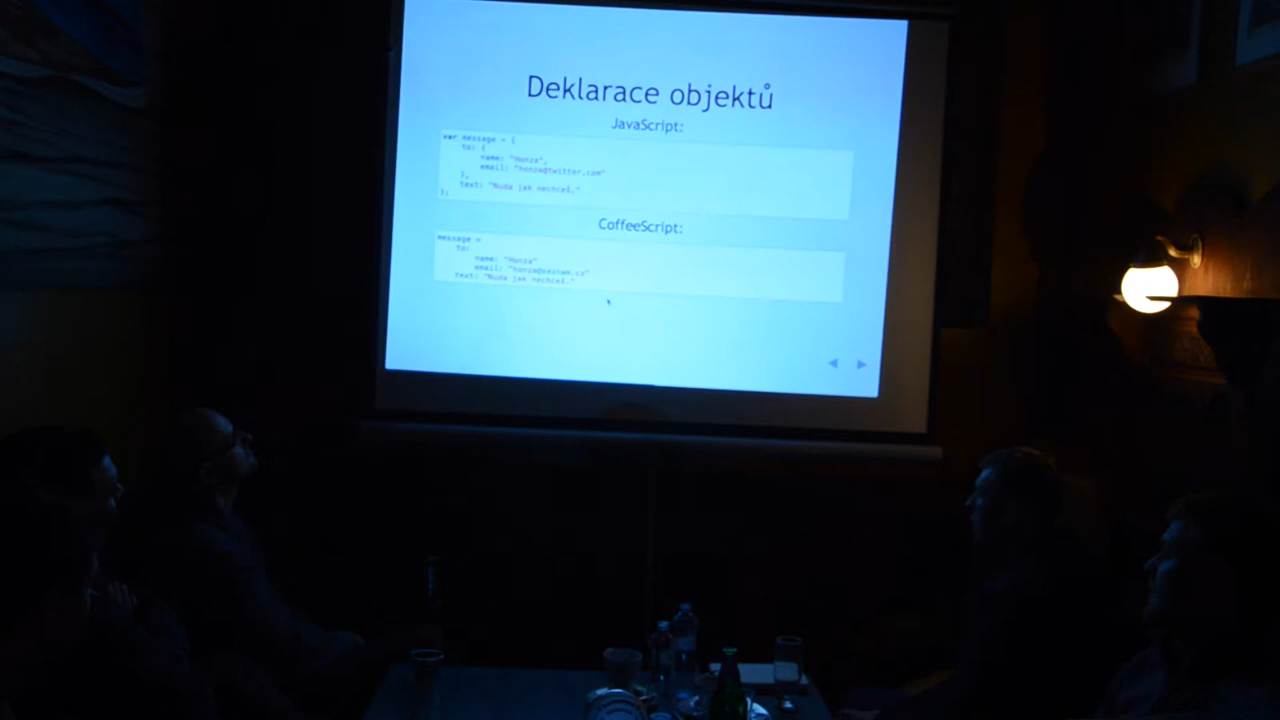 Deklarace objektů
JavaScript:
var message = {
to: {
name: "Honza",
email: "honza@twitter.com"
},
text: "Nuda jak nechceš."
};
CoffeeScript:
message =
to:
name: "Honza"
email: "honza@seznam.cz"
text: "Nuda jak nechceš."